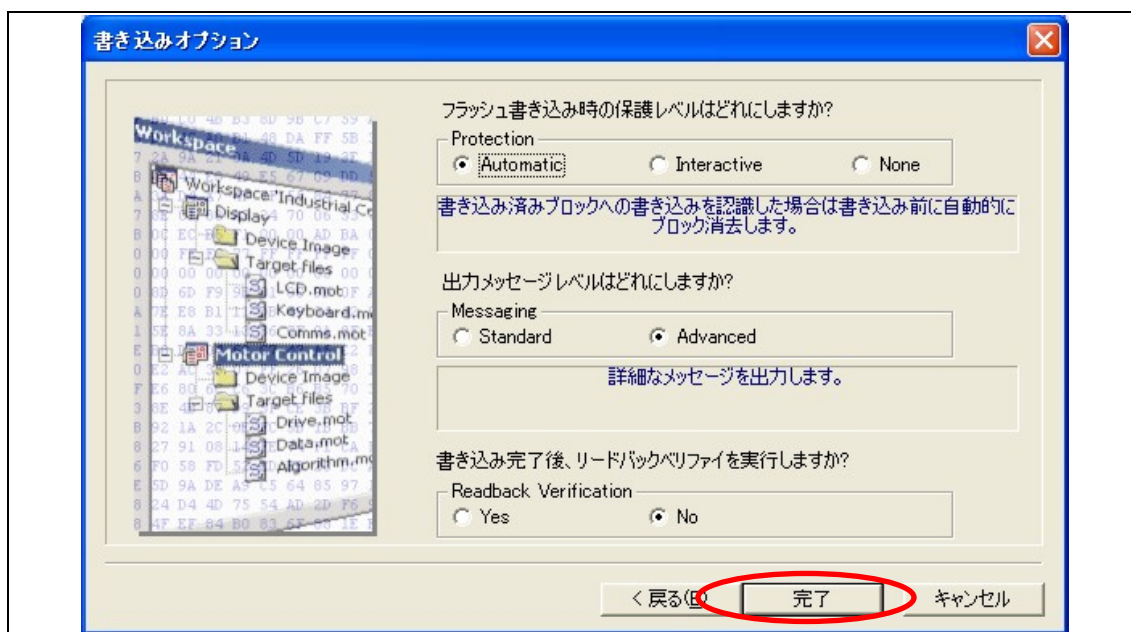 書き込みオプション
フラッシュ書き込み時の保護レベルはどれにしますか?
Protection
Automatic Interactive None
書き込み済みブロックへの書き込みを認識した場合は書き込み前に自動的に
ブロック消去します。
出力メッセージレベルはどれにしますか?
Messaging
Standard Advanced
詳細なメッセージを出力します。
書き込み完了後、リードバックベリファイを実行しますか?
Readback Verification
Yes No
Workspace
Workspace 'Industrial
Display
Device Image
Target files
LCD.mot
Keyboard.m
Comms.mot
Motor Control
Device Image
Target files
Drive.mot
Data.mot
Algorithm.m
< 戻る(B) 完了 キャンセル